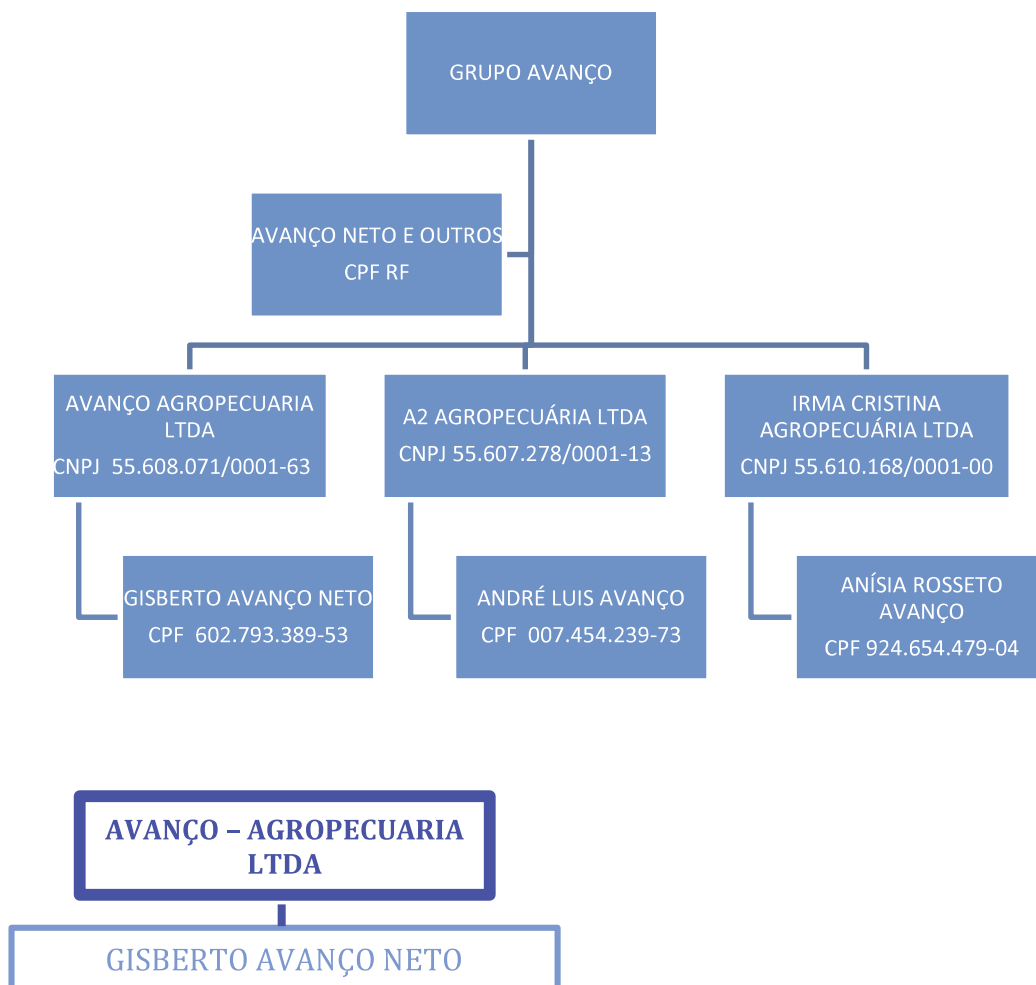 GRUPO AVANÇO
AVANÇO NETO E OUTROS
CPF RF
AVANÇO AGROPECUARIA
LTDA
CNPJ 55.608.071/0001-63
A2 AGROPECUÁRIA LTDA
CNPJ 55.607.278/0001-13
IRMA CRISTINA
AGROPECUÁRIA LTDA
CNPJ 55.610.168/0001-00
GISBERTO AVANÇO NETO
CPF 602.793.389-53
ANDRÉ LUIS AVANÇO
CPF 007.454.239-73
ANÍSIA ROSSETO
AVANÇO
CPF 924.654.479-04
AVANÇO – AGROPECUARIA
LTDA
GISBERTO AVANÇO NETO